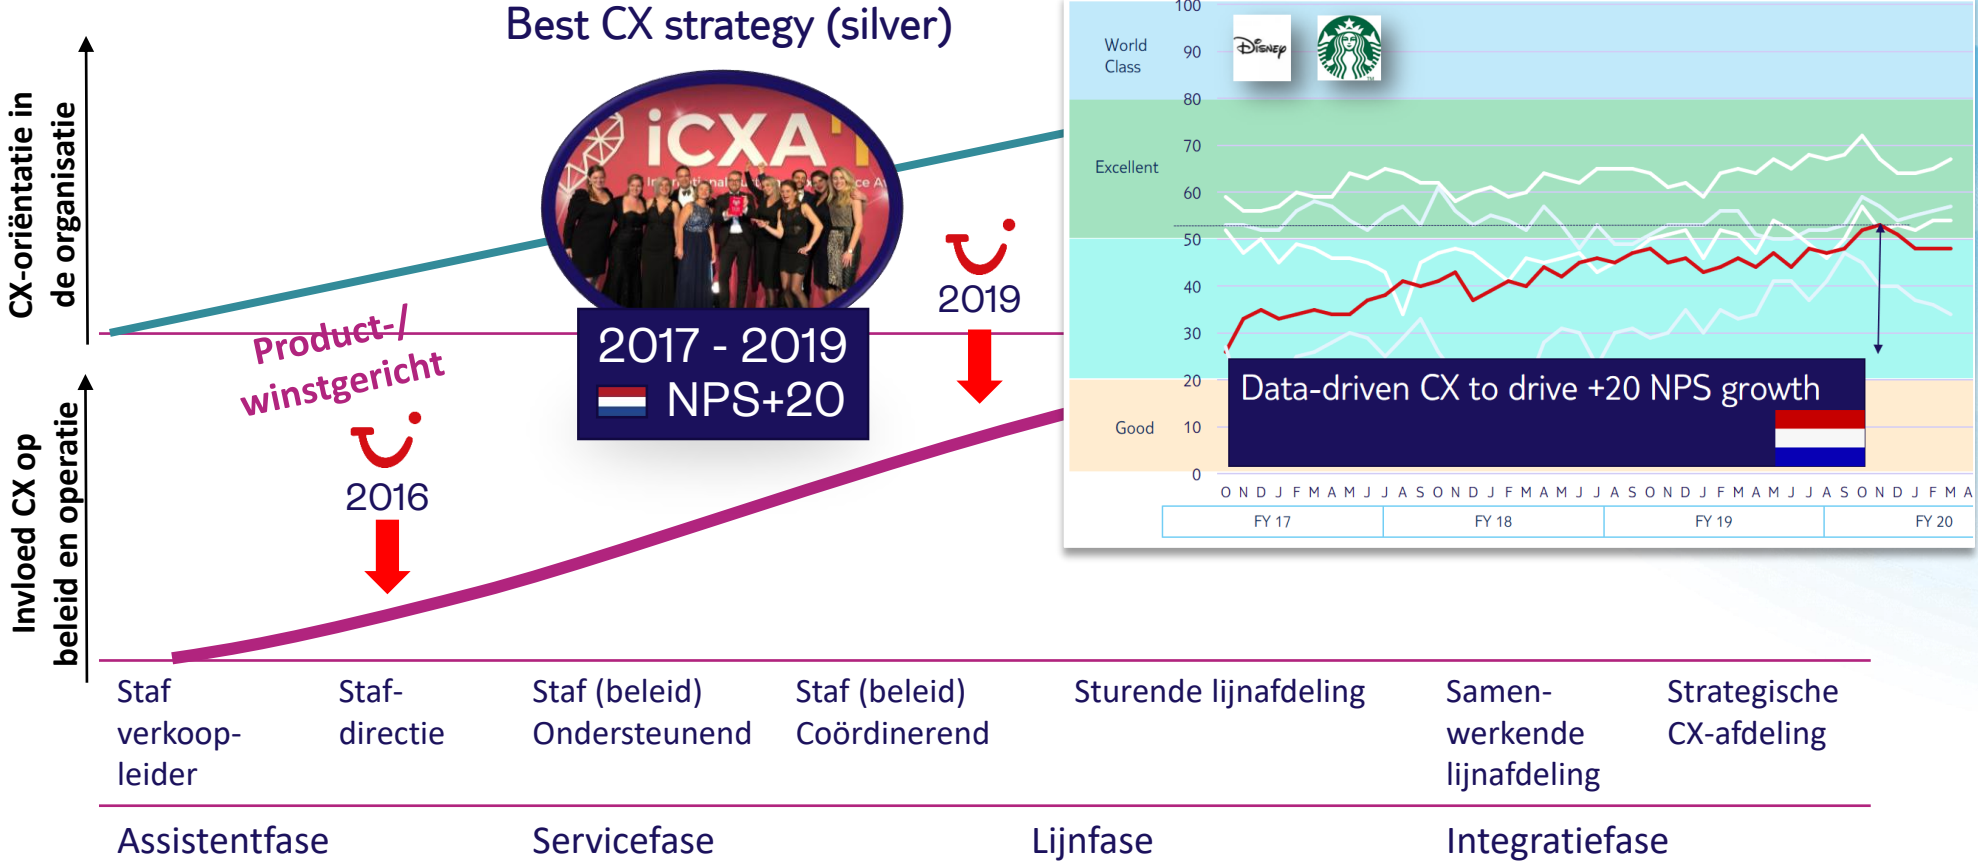 Best CX strategy (silver)
CX-oriëntatie in
de organisatie
Invloed CX op
beleid en operatie
Product-/
winstgericht
2016
iCXA
2017 - 2019
NPS+20
2019
100
World
Class
90
Disney
80
70
Excellent
60
50
40
30
20
Data-driven CX to drive +20 NPS growth
Good
10
0
O N D J F M A M J J A S O N D J F M A M J J A S O N D J F M A M J J A S O N D J F M A
FY 17
FY 18
FY 19
FY 20
Staf
verkoop-
leider
Staf-
directie
Staf (beleid)
Ondersteunend
Staf (beleid)
Coördinerend
Sturende lijnafdeling
Samen-
werkende
lijnafdeling
Strategische
CX-afdeling
Assistentfase
Servicefase
Lijnfase
Integratiefase